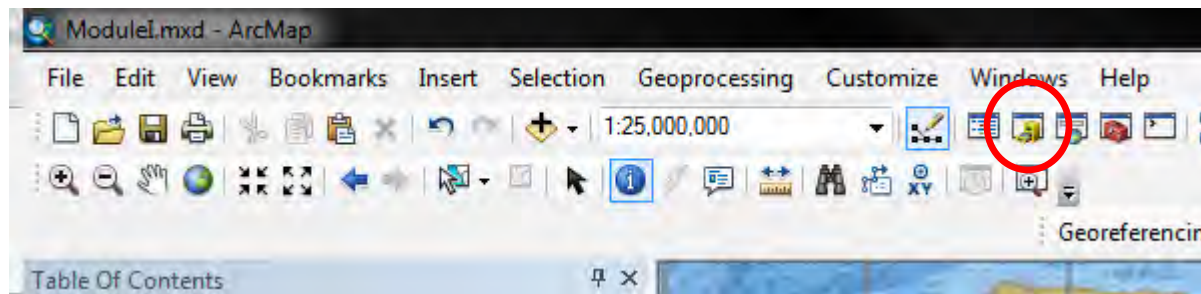 ModuleI.mxd - ArcMap
File Edit View Bookmarks Insert Selection Geoprocessing Customize Windows Help
1:25,000,000
XY
Table Of Contents